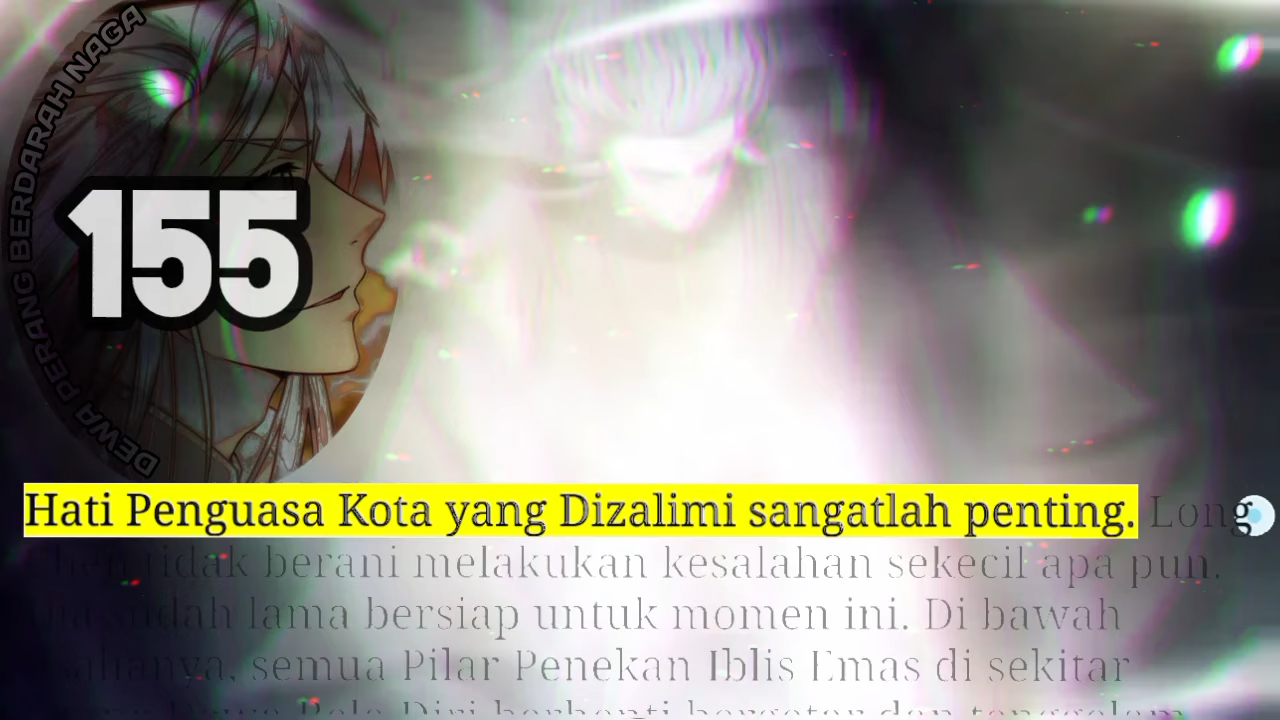 DEWA PERANG BERDARAH NAGA
155
Hati Penguasa Kota yang Dizalimi sangatlah penting. Long
Chen tidak berani melakukan kesalahan sekecil apa pun.
sudah lama bersiap untuk momen ini. Di bawah
semua Pilar Penekan Iblis Emas di sekitar